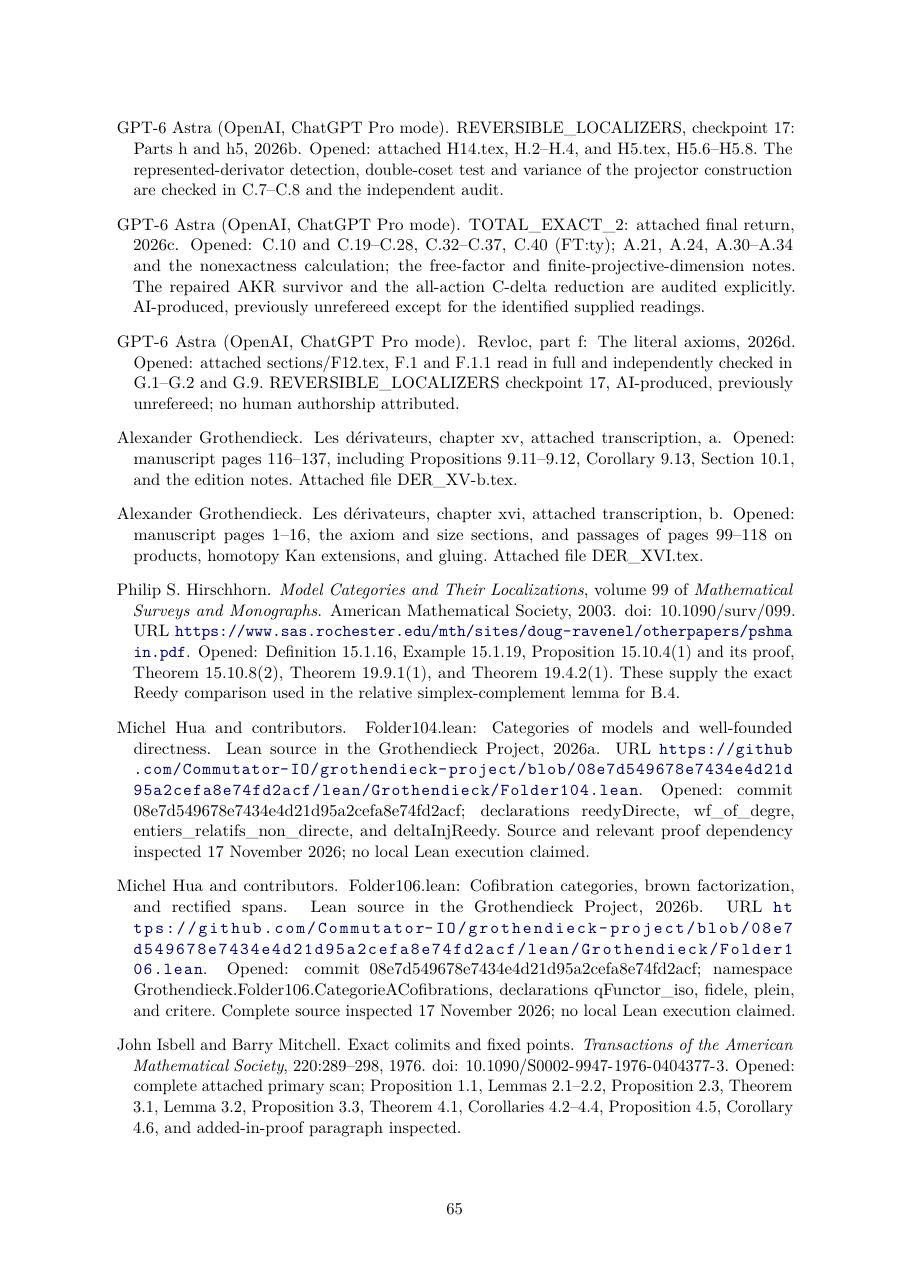 GPT-6 Astra (OpenAI, ChatGPT Pro mode). REVERSIBLE_LOCALIZERS, checkpoint 17:
Parts h and h5, 2026b. Opened: attached H14.tex, H.2–H.4, and H5.tex, H5.6–H5.8. The
represented-derivator detection, double-coset test and variance of the projector construction
are checked in C.7–C.8 and the independent audit.
GPT-6 Astra (OpenAI, ChatGPT Pro mode). TOTAL_EXACT_2: attached final return,
2026c. Opened: C.10 and C.19–C.28, C.32–C.37, C.40 (FT:ty); A.21, A.24, A.30–A.34
and the nonexactness calculation; the free-factor and finite-projective-dimension notes.
The repaired AKR survivor and the all-action C-delta reduction are audited explicitly.
AI-produced, previously unrefereed except for the identified supplied readings.
GPT-6 Astra (OpenAI, ChatGPT Pro mode). Revloc, part f: The literal axioms, 2026d.
Opened: attached sections/F12.tex, F.1 and F.1.1 read in full and independently checked in
G.1–G.2 and G.9. REVERSIBLE_LOCALIZERS checkpoint 17, AI-produced, previously
unrefereed; no human authorship attributed.
Alexander Grothendieck. Les dérivateurs, chapter xv, attached transcription, a. Opened:
manuscript pages 116–137, including Propositions 9.11–9.12, Corollary 9.13, Section 10.1,
and the edition notes. Attached file DER_XV-b.tex.
Alexander Grothendieck. Les dérivateurs, chapter xvi, attached transcription, b. Opened:
manuscript pages 1–16, the axiom and size sections, and passages of pages 99–118 on
products, homotopy Kan extensions, and gluing. Attached file DER_XVI.tex.
Philip S. Hirschhorn. Model Categories and Their Localizations, volume 99 of Mathematical
Surveys and Monographs. American Mathematical Society, 2003. doi: 10.1090/surv/099.
URL https://www.sas.rochester.edu/mth/sites/doug-ravenel/otherpapers/pshma
in.pdf. Opened: Definition 15.1.16, Example 15.1.19, Proposition 15.10.4(1) and its proof,
Theorem 15.10.8(2), Theorem 19.9.1(1), and Theorem 19.4.2(1). These supply the exact
Reedy comparison used in the relative simplex-complement lemma for B.4.
Michel Hua and contributors. Folder104.lean: Categories of models and well-founded
directness. Lean source in the Grothendieck Project, 2026a. URL https://github
.com/Commutator-IO/grothendieck-project/blob/08e7d549678e7434e4d21d
95a2cefa8e74fd2acf/lean/Grothendieck/Folder104.lean. Opened: commit
08e7d549678e7434e4d21d95a2cefa8e74fd2acf; declarations reedyDirecte, wf_of_degre,
entiers_relatifs_non_directe, and deltaInjReedy. Source and relevant proof dependency
inspected 17 November 2026; no local Lean execution claimed.
Michel Hua and contributors. Folder106.lean: Cofibration categories, brown factorization,
and rectified spans. Lean source in the Grothendieck Project, 2026b. URL ht
tps://github.com/Commutator-IO/grothendieck-project/blob/08e7
d549678e7434e4d21d95a2cefa8e74fd2acf/lean/Grothendieck/Folder1
06.lean. Opened: commit 08e7d549678e7434e4d21d95a2cefa8e74fd2acf; namespace
Grothendieck.Folder106.CategorieACofibrations, declarations qFunctor_iso, fidele, plein,
and critere. Complete source inspected 17 November 2026; no local Lean execution claimed.
John Isbell and Barry Mitchell. Exact colimits and fixed points. Transactions of the American
Mathematical Society, 220:289–298, 1976. doi: 10.1090/S0002-9947-1976-0404377-3. Opened:
complete attached primary scan; Proposition 1.1, Lemmas 2.1–2.2, Proposition 2.3, Theorem
3.1, Lemma 3.2, Proposition 3.3, Theorem 4.1, Corollaries 4.2–4.4, Proposition 4.5, Corollary
4.6, and added-in-proof paragraph inspected.
65